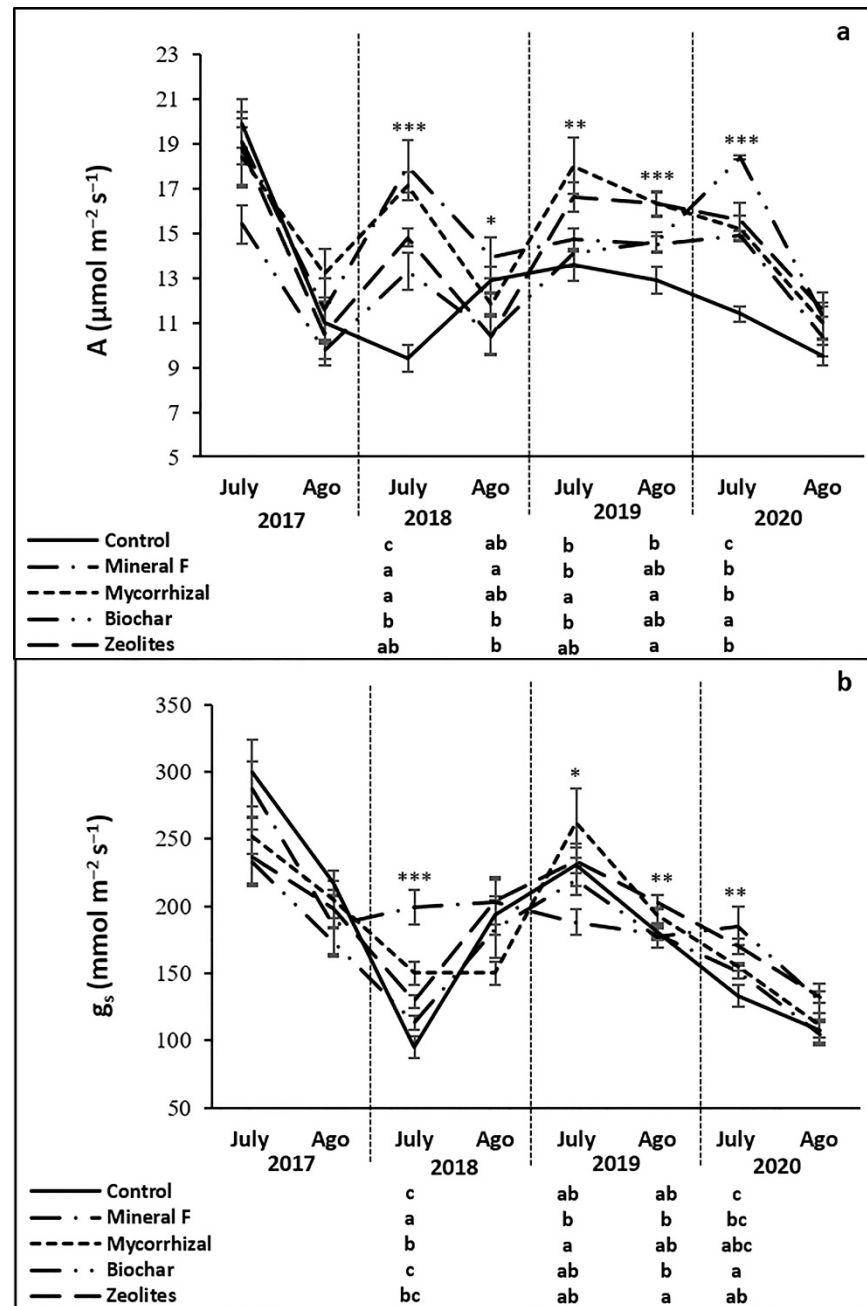 a
23
21
19
17
15
13
11
9
7
5
A (μmol m⁻² s⁻¹)
*** * ** *** ***
July Ago July Ago July Ago July Ago
2017 2018 2019 2020
Control c ab b b c
Mineral F a a b ab b
Mycorrhizal a ab a a b
Biochar b b b ab a
Zeolites ab b ab a b
b
350
300
250
200
150
100
50
gₛ (mmol m⁻² s⁻¹)
*** * ** **
July Ago July Ago July Ago July Ago
2017 2018 2019 2020
Control c ab ab c
Mineral F a b b bc
Mycorrhizal b a ab abc
Biochar c ab b a
Zeolites bc ab a ab